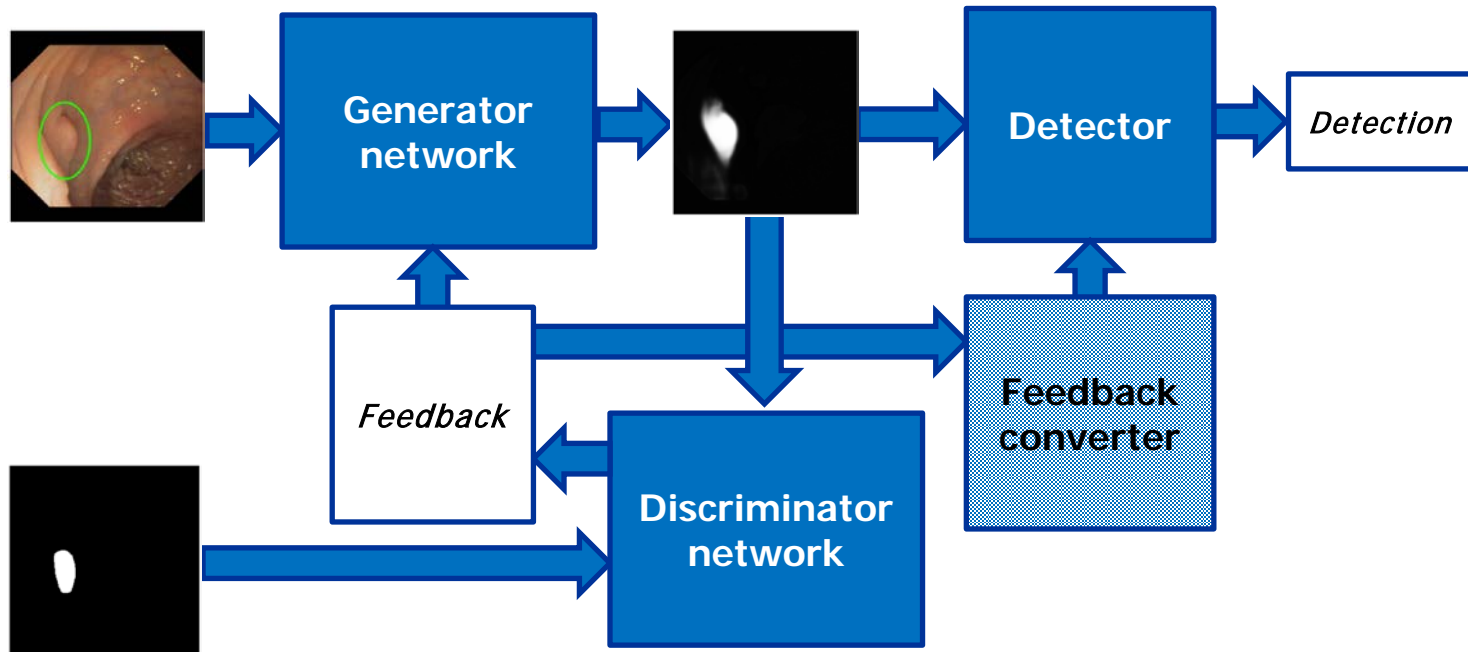 Generator
network
Detector
Detection
Feedback
Feedback
converter
Discriminator
network